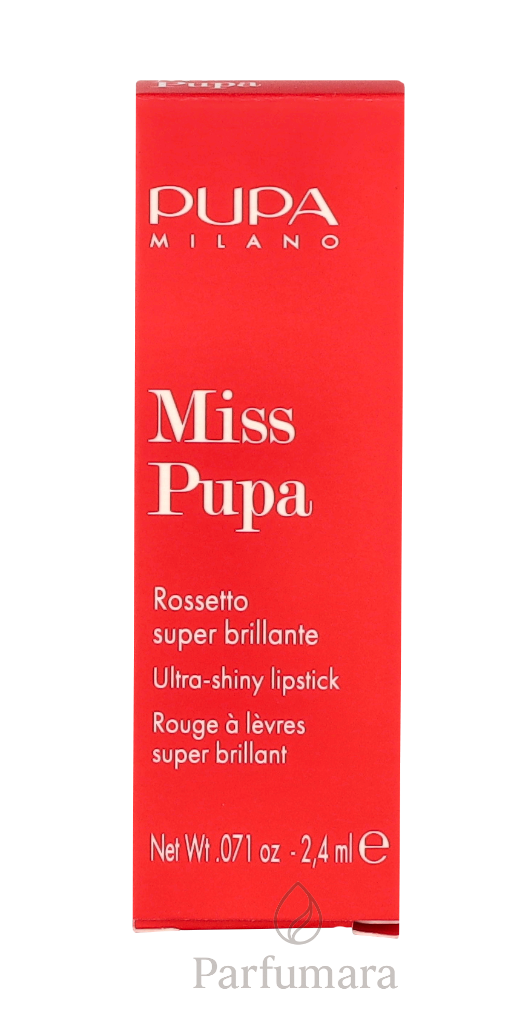 Pupa
PUPA
MILANO
Miss
Pupa
Rossetto
super brillante
Ultra-shiny lipstick
Rouge à lèvres
super brillant
Net Wt .071 oz - 2,4 ml ℮
Parfumara